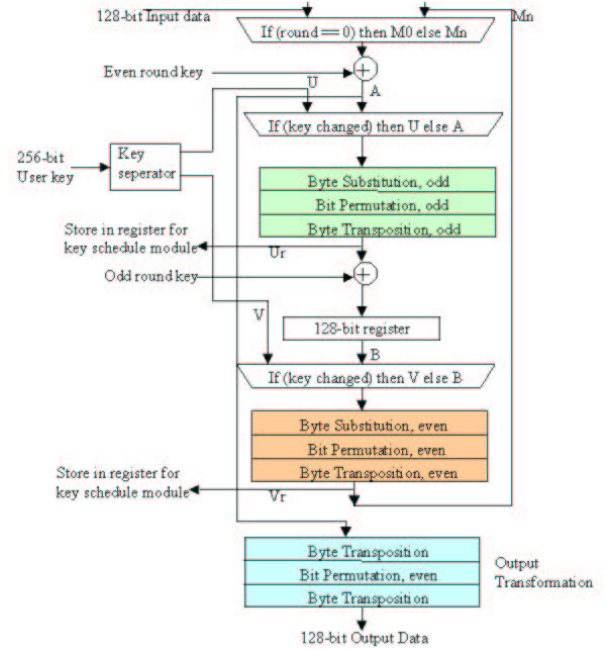 128-bit Input data
Mn
If (round == 0) then M0 else Mn
Even round key
U
A
If (key changed) then U else A
256-bit
User key
Key
seperator
Byte Substitution, odd
Bit Permutation, odd
Byte Transposition, odd
Store in register for
key schedule module
Ur
Odd round key
V
128-bit register
B
If (key changed) then V else B
Byte Substitution, even
Bit Permutation, even
Byte Transposition, even
Store in register for
key schedule module
Vr
Byte Transposition
Bit Permutation, even
Byte Transposition
Output
Transformation
128-bit Output Data